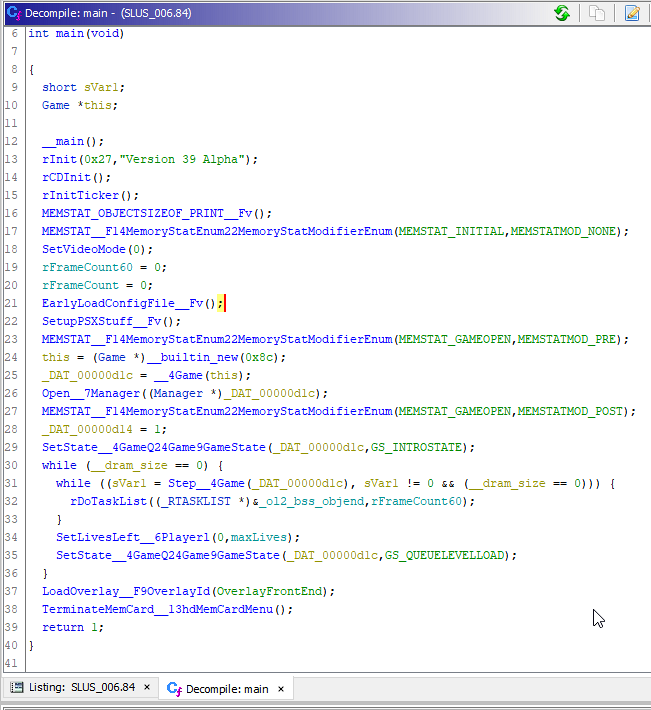 Decompile: main - (SLUS_006.84)
6 int main(void)
7
8 {
9 short sVar1;
10 Game *this;
11
12 __main();
13 rInit(0x27,"Version 39 Alpha");
14 rCDInit();
15 rInitTicker();
16 MEMSTAT_OBJECTSIZEOF_PRINT__Fv();
17 MEMSTAT__F14MemoryStatEnum22MemoryStatModifierEnum(MEMSTAT_INITIAL,MEMSTATMOD_NONE);
18 SetVideoMode(0);
19 rFrameCount60 = 0;
20 rFrameCount = 0;
21 EarlyLoadConfigFile__Fv();
22 SetupPSXStuff__Fv();
23 MEMSTAT__F14MemoryStatEnum22MemoryStatModifierEnum(MEMSTAT_GAMEOPEN,MEMSTATMOD_PRE);
24 this = (Game *)__builtin_new(0x8c);
25 _DAT_00000d1c = __4Game(this);
26 Open__7Manager((Manager *)_DAT_00000d1c);
27 MEMSTAT__F14MemoryStatEnum22MemoryStatModifierEnum(MEMSTAT_GAMEOPEN,MEMSTATMOD_POST);
28 _DAT_00000d14 = 1;
29 SetState__4GameQ24Game9GameState(_DAT_00000d1c,GS_INTROSTATE);
30 while (__dram_size == 0) {
31 while ((sVar1 = Step__4Game(_DAT_00000d1c), sVar1 != 0 && (__dram_size == 0))) {
32 rDoTaskList((_RTASKLIST *)&_ol2_bss_objend,rFrameCount60);
33 }
34 SetLivesLeft__6Playerl(0,maxLives);
35 SetState__4GameQ24Game9GameState(_DAT_00000d1c,GS_QUEUELEVELLOAD);
36 }
37 LoadOverlay__F9OverlayId(OverlayFrontEnd);
38 TerminateMemCard__13hdMemCardMenu();
39 return 1;
40 }
41
Listing: SLUS_006.84 × Decompile: main ×